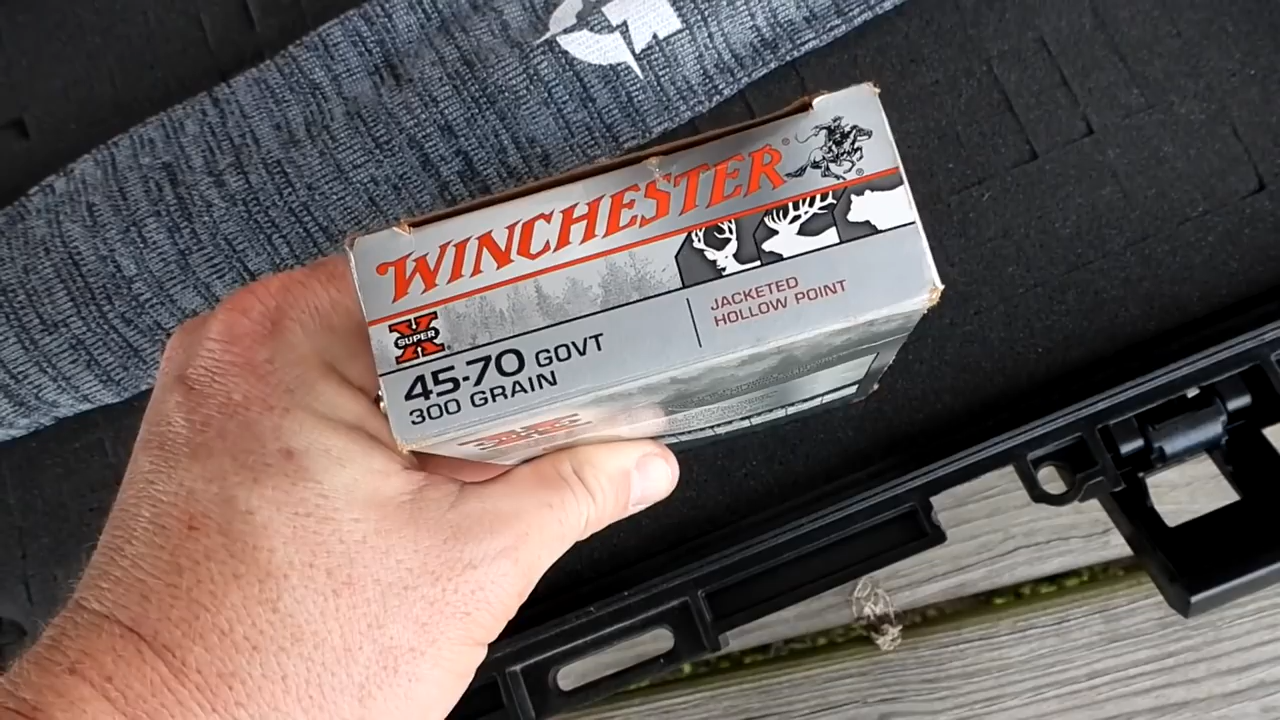 WINCHESTER®
SUPER X®
45-70 GOVT
300 GRAIN
JACKETED
HOLLOW POINT